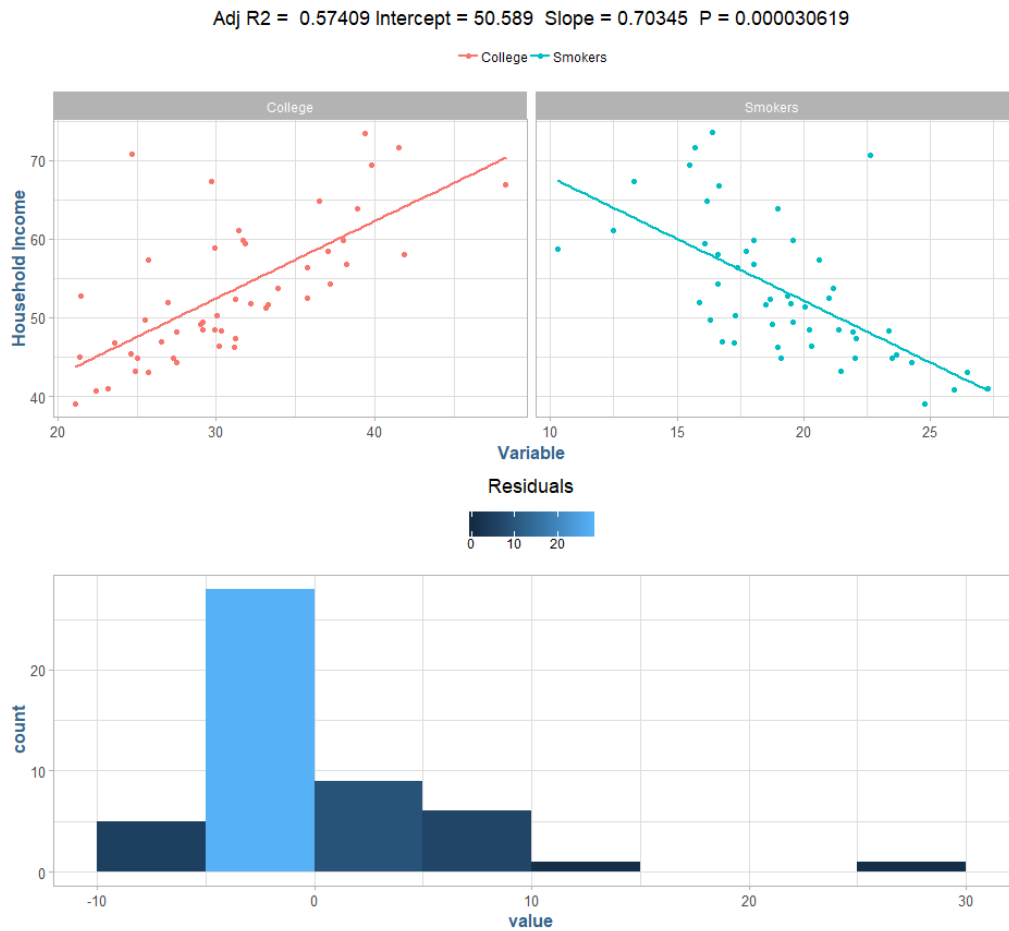 Adj R2 = 0.57409 Intercept = 50.589 Slope = 0.70345 P = 0.000030619
College Smokers
College Smokers
70
60
50
40
Household Income
20 30 40 10 15 20 25
Variable
Residuals
0 10 20
20
10
0
count
-10 0 10 20 30
value